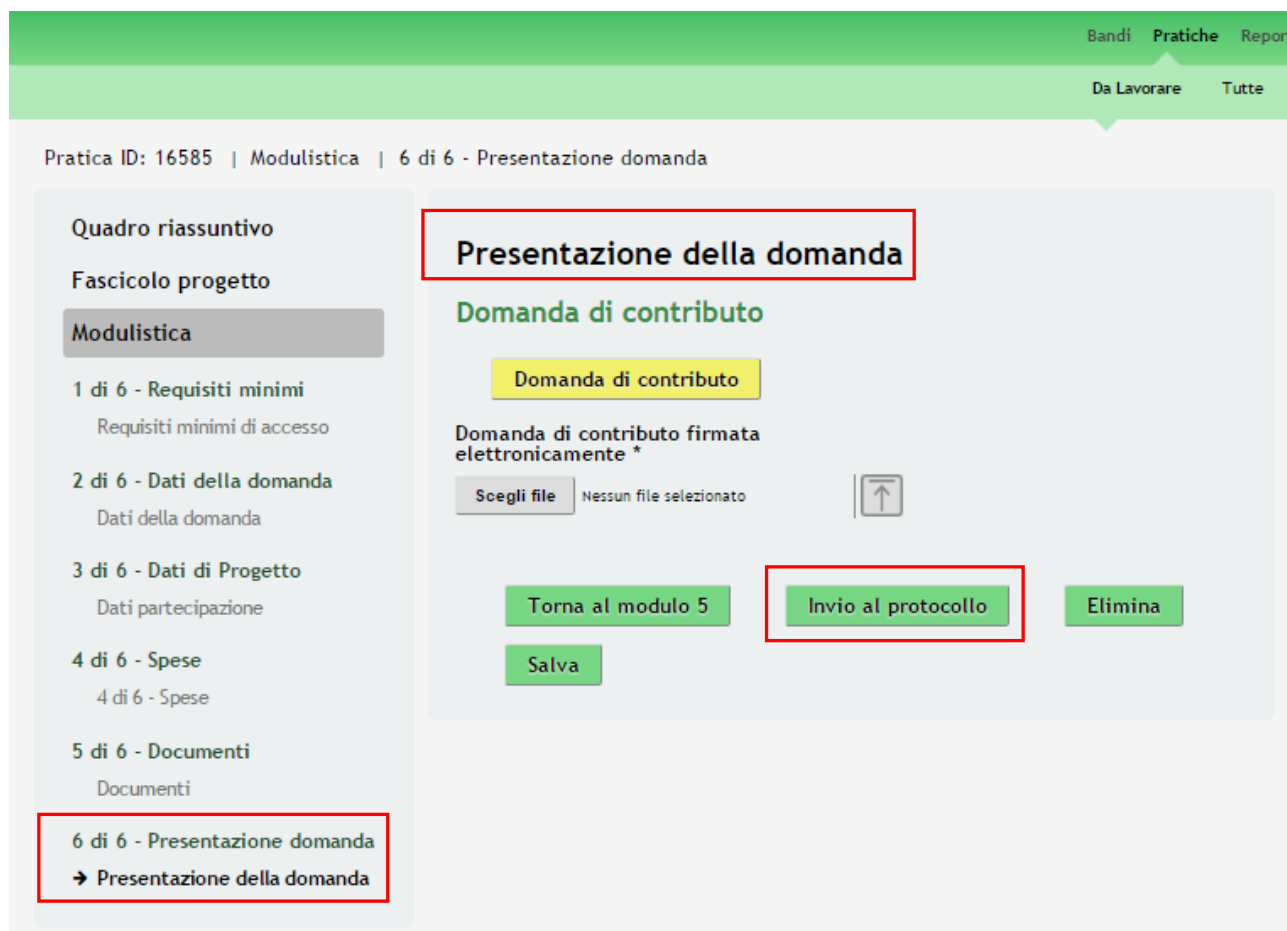 Bandi Pratiche Repor
Da Lavorare Tutte
Pratica ID: 16585 | Modulistica | 6 di 6 - Presentazione domanda
Quadro riassuntivo
Fascicolo progetto
Modulistica
1 di 6 - Requisiti minimi
Requisiti minimi di accesso
2 di 6 - Dati della domanda
Dati della domanda
3 di 6 - Dati di Progetto
Dati partecipazione
4 di 6 - Spese
4 di 6 - Spese
5 di 6 - Documenti
Documenti
6 di 6 - Presentazione domanda
→ Presentazione della domanda
Presentazione della domanda
Domanda di contributo
Domanda di contributo
Domanda di contributo firmata
elettronicamente *
Scegli file Nessun file selezionato
Torna al modulo 5 Invio al protocollo Elimina
Salva